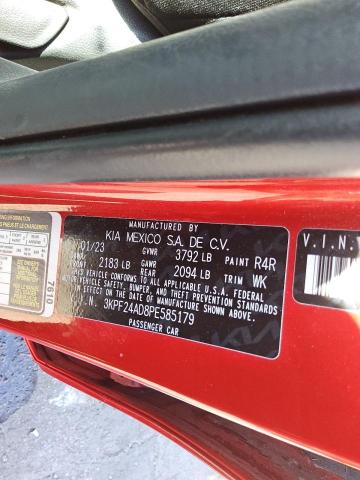 MANUFACTURED BY
KIA MEXICO S.A. DE C.V.
01/23 GVWR 3792 LB PAINT R4R
FRONT 2183 LB GAWR REAR 2094 LB TRIM WK
VEHICLE CONFORMS TO ALL APPLICABLE U.S.A. FEDERAL
MOTOR VEHICLE SAFETY, BUMPER, AND THEFT PREVENTION
STANDARDS IN EFFECT ON THE DATE OF MANUFACTURE SHOWN ABOVE.
V.I.N. 3KPF24AD8PE585179
PASSENGER CAR
7610
V.I.N.